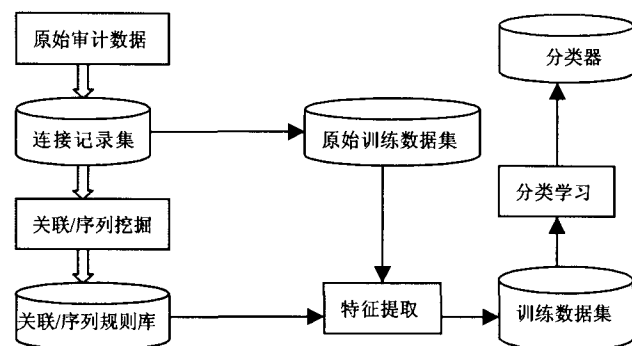 原始审计数据
分类器
连接记录集
原始训练数据集
分类学习
关联/序列挖掘
关联/序列规则库
特征提取
训练数据集